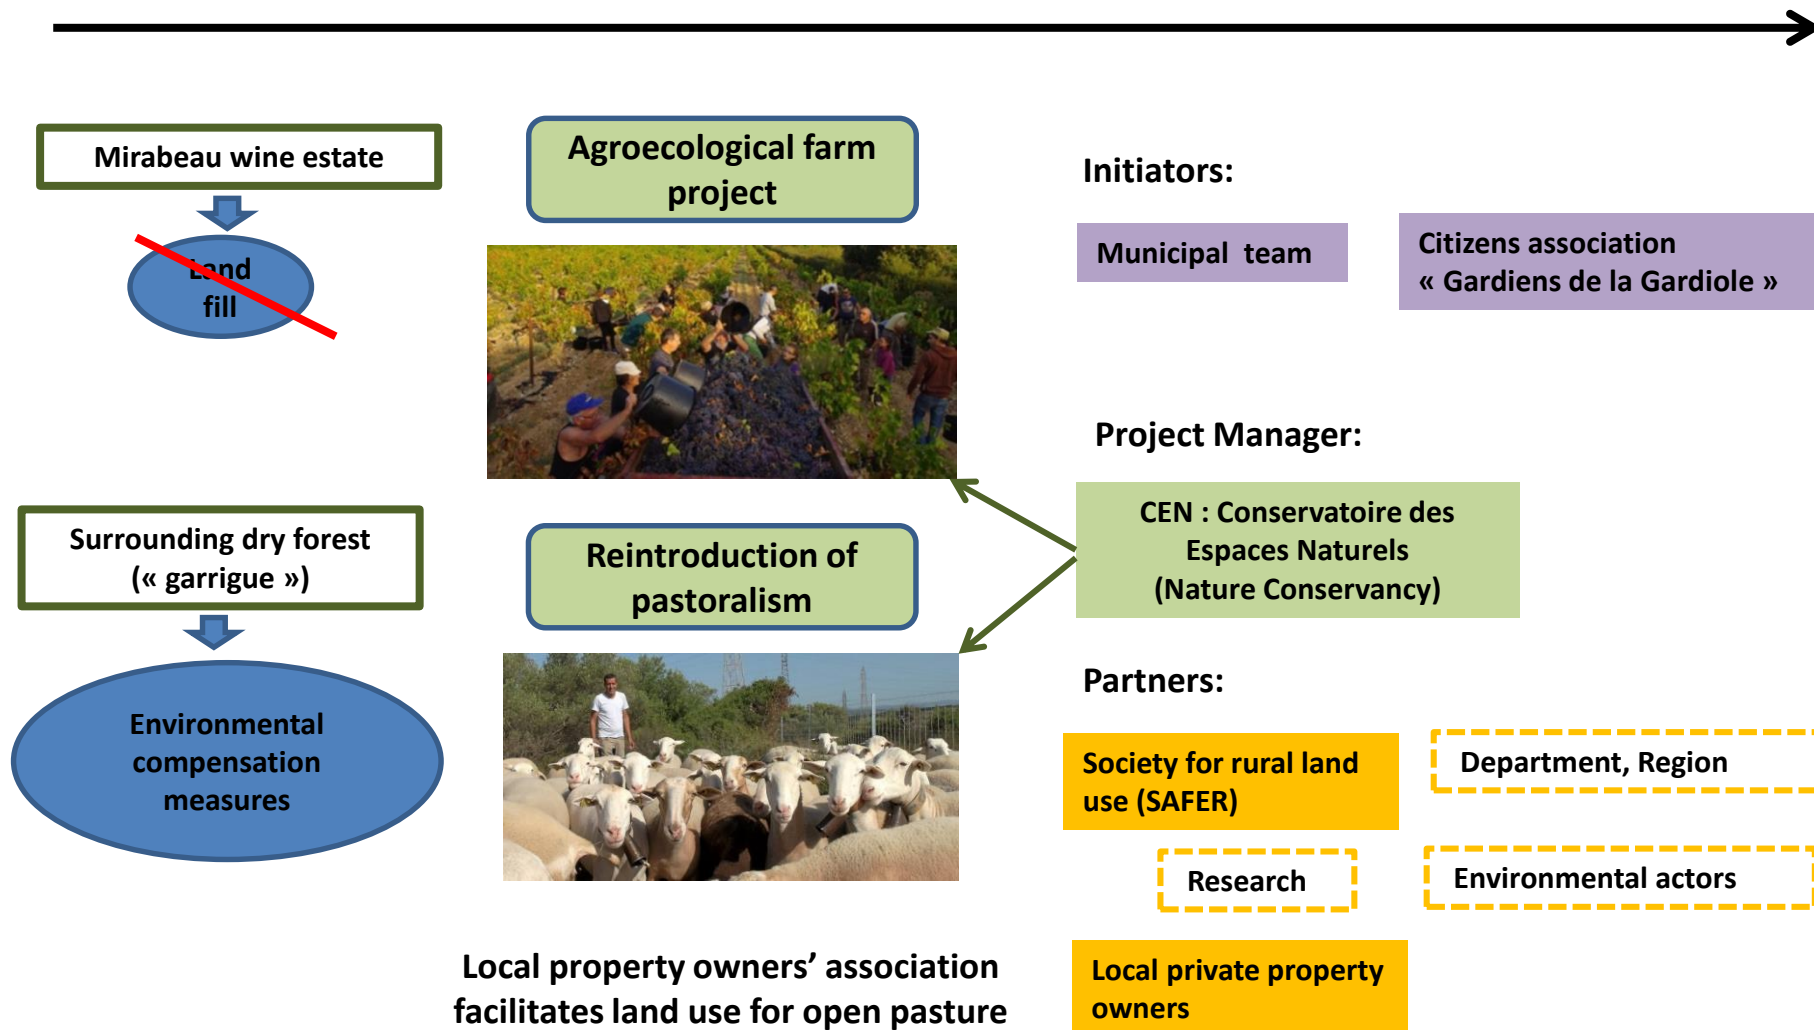 Mirabeau wine estate
Land
fill
Surrounding dry forest
(« garrigue »)
Environmental
compensation
measures
Agroecological farm
project
Reintroduction of
pastoralism
Local property owners’ association
facilitates land use for open pasture
Initiators:
Municipal team
Citizens association
« Gardiens de la Gardiole »
Project Manager:
CEN : Conservatoire des
Espaces Naturels
(Nature Conservancy)
Partners:
Society for rural land
use (SAFER)
Department, Region
Research
Environmental actors
Local private property
owners